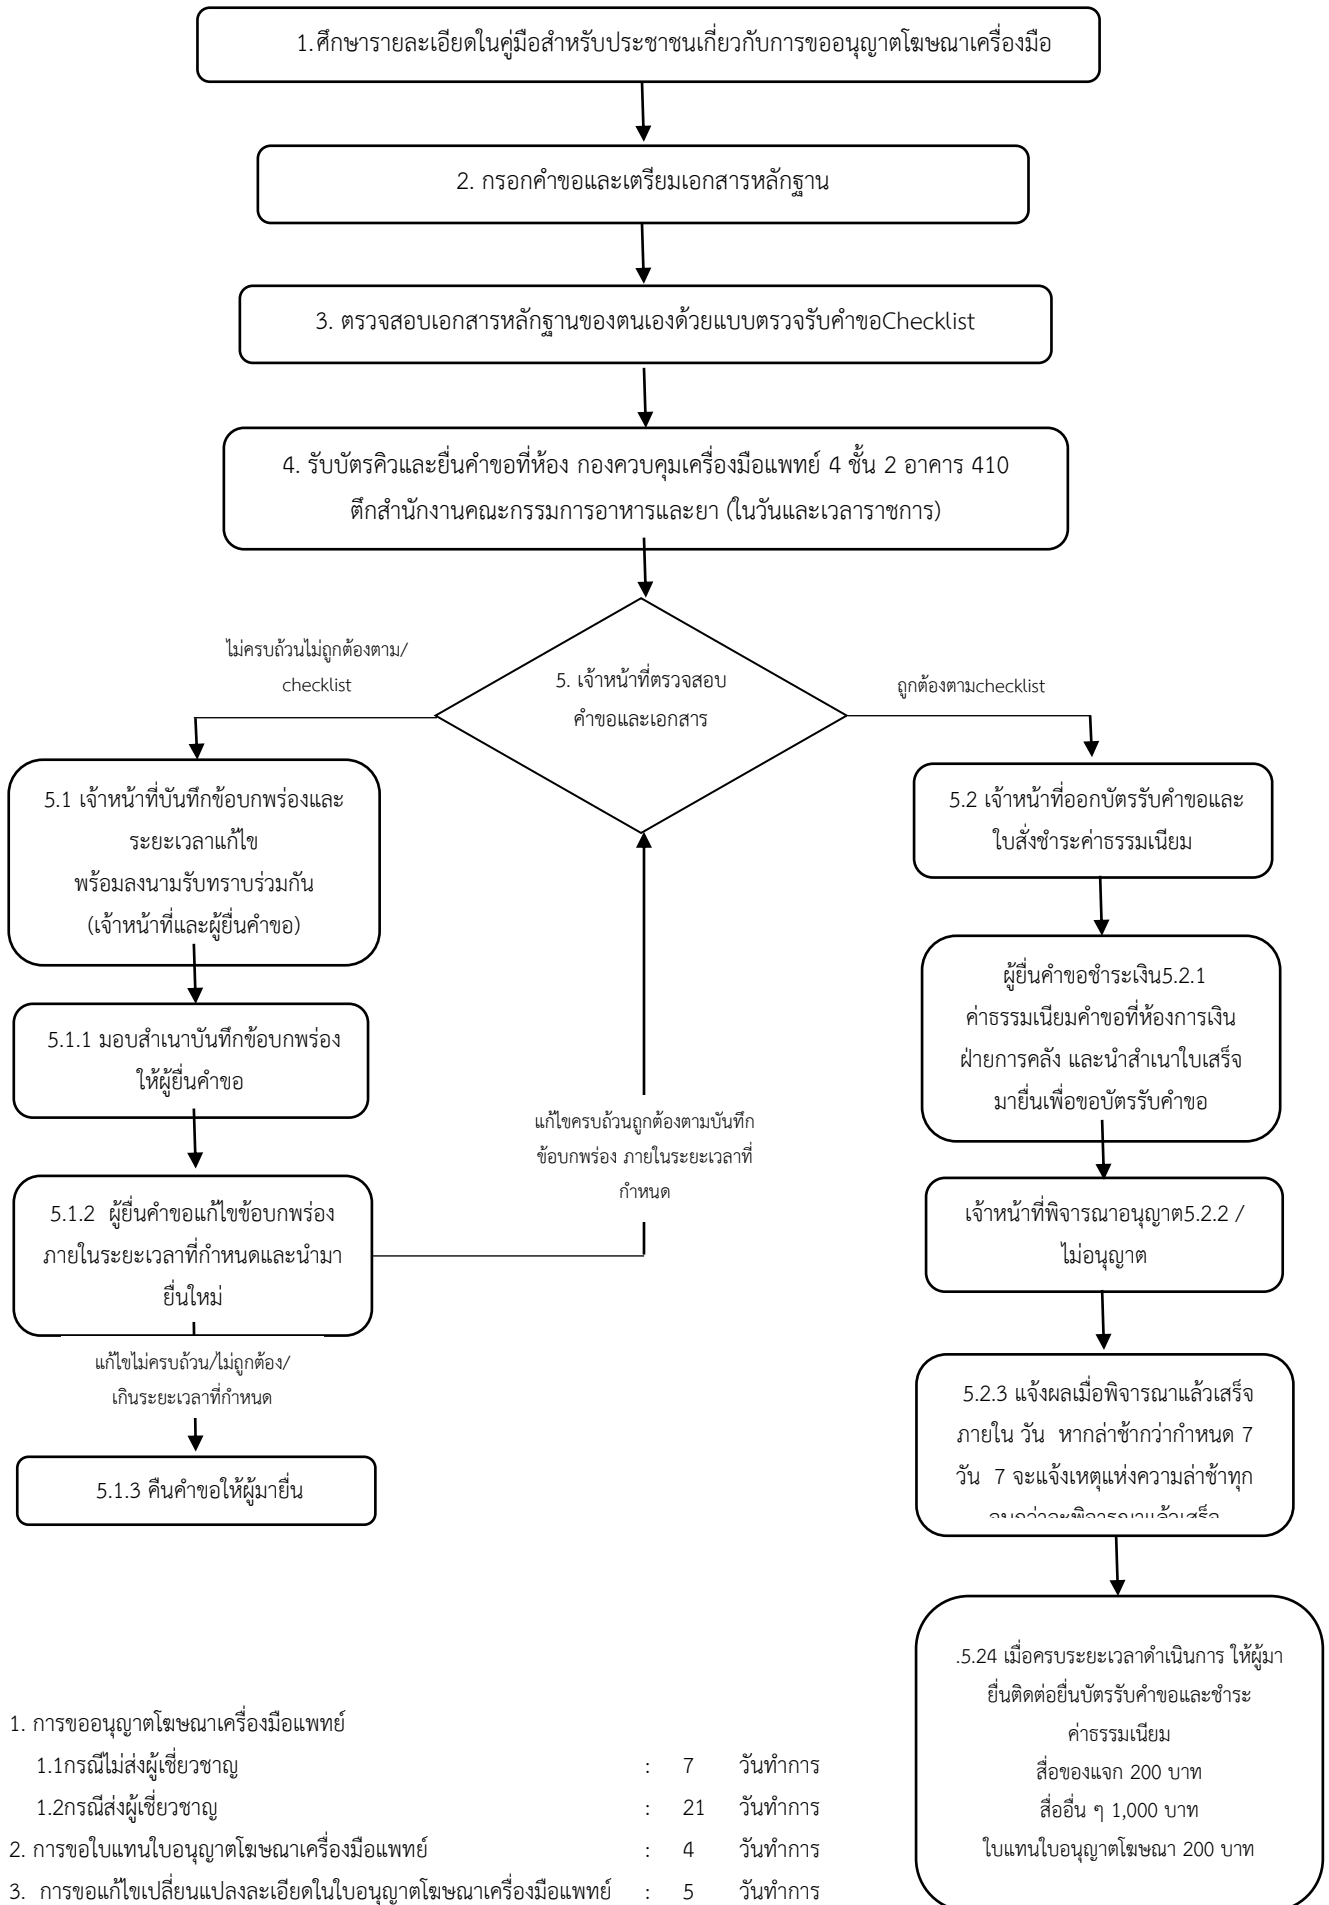 1.ศึกษารายละเอียดในคู่มือสำหรับประชาชนเกี่ยวกับการขออนุญาตโฆษณาเครื่องมือ
2. กรอกคำขอและเตรียมเอกสารหลักฐาน
3. ตรวจสอบเอกสารหลักฐานของตนเองด้วยแบบตรวจรับคำขอChecklist
4. รับบัตรคิวและยื่นคำขอที่ห้อง กองควบคุมเครื่องมือแพทย์ 4 ชั้น 2 อาคาร 410
ตึกสำนักงานคณะกรรมการอาหารและยา (ในวันและเวลาราชการ)
5. เจ้าหน้าที่ตรวจสอบ
คำขอและเอกสาร
ไม่ครบถ้วนไม่ถูกต้องตาม/
checklist
5.1 เจ้าหน้าที่บันทึกข้อบกพร่องและ
ระยะเวลาแก้ไข
พร้อมลงนามรับทราบร่วมกัน
(เจ้าหน้าที่และผู้ยื่นคำขอ)
5.1.1 มอบสำเนาบันทึกข้อบกพร่อง
ให้ผู้ยื่นคำขอ
5.1.2 ผู้ยื่นคำขอแก้ไขข้อบกพร่อง
ภายในระยะเวลาที่กำหนดและนำมา
ยื่นใหม่
แก้ไขไม่ครบถ้วน/ไม่ถูกต้อง/
เกินระยะเวลาที่กำหนด
5.1.3 คืนคำขอให้ผู้มายื่น
แก้ไขครบถ้วนถูกต้องตามบันทึก
ข้อบกพร่อง ภายในระยะเวลาที่
กำหนด
ถูกต้องตามchecklist
5.2 เจ้าหน้าที่ออกบัตรรับคำขอและ
ใบสั่งชำระค่าธรรมเนียม
ผู้ยื่นคำขอชำระเงิน5.2.1
ค่าธรรมเนียมคำขอที่ห้องการเงิน
ฝ่ายการคลัง และนำสำเนาใบเสร็จ
มายื่นเพื่อขอบัตรรับคำขอ
เจ้าหน้าที่พิจารณาอนุญาต5.2.2 /
ไม่อนุญาต
5.2.3 แจ้งผลเมื่อพิจารณาแล้วเสร็จ
ภายใน วัน หากล่าช้ากว่ากำหนด 7
วัน 7 จะแจ้งเหตุแห่งความล่าช้าทุก
จนกว่าจะพิจารณาแล้วเสร็จ
.5.24 เมื่อครบระยะเวลาดำเนินการ ให้ผู้มา
ยื่นติดต่อยื่นบัตรรับคำขอและชำระ
ค่าธรรมเนียม
สื่อของแจก 200 บาท
สื่ออื่น ๆ 1,000 บาท
ใบแทนใบอนุญาตโฆษณา 200 บาท
1. การขออนุญาตโฆษณาเครื่องมือแพทย์
1.1กรณีไม่ส่งผู้เชี่ยวชาญ : 7 วันทำการ
1.2กรณีส่งผู้เชี่ยวชาญ : 21 วันทำการ
2. การขอใบแทนใบอนุญาตโฆษณาเครื่องมือแพทย์ : 4 วันทำการ
3. การขอแก้ไขเปลี่ยนแปลงละเอียดในใบอนุญาตโฆษณาเครื่องมือแพทย์ : 5 วันทำการ